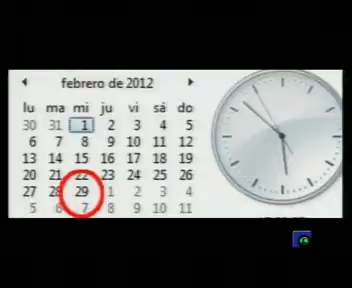 febrero de 2012
lu ma mi ju vi sá do
30 31 1 2 3 4 5
6 7 8 9 10 11 12
13 14 15 16 17 18 19
20 21 22 23 24 25 26
27 28 29 1 2 3 4
5 6 7 8 9 10 11